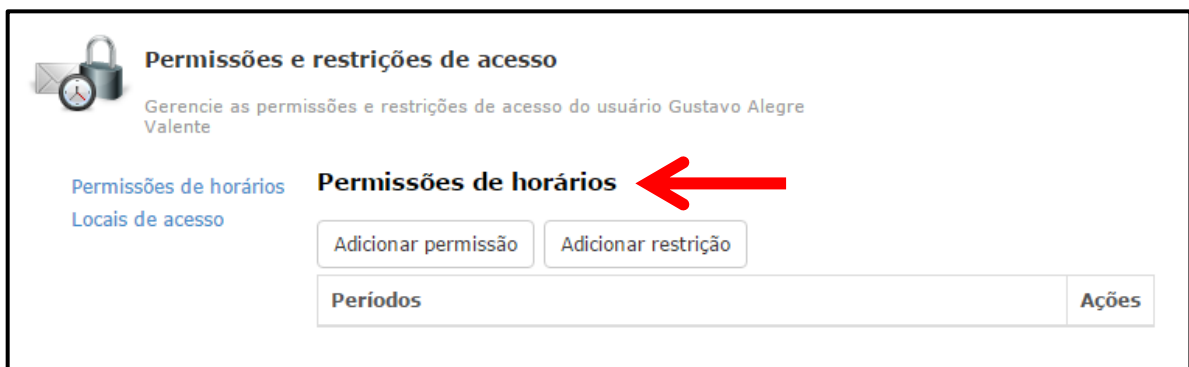 Permissões e restrições de acesso
Gerencie as permissões e restrições de acesso do usuário Gustavo Alegre
Valente
Permissões de horários
Locais de acesso
Permissões de horários
Adicionar permissão
Adicionar restrição
Períodos
Ações